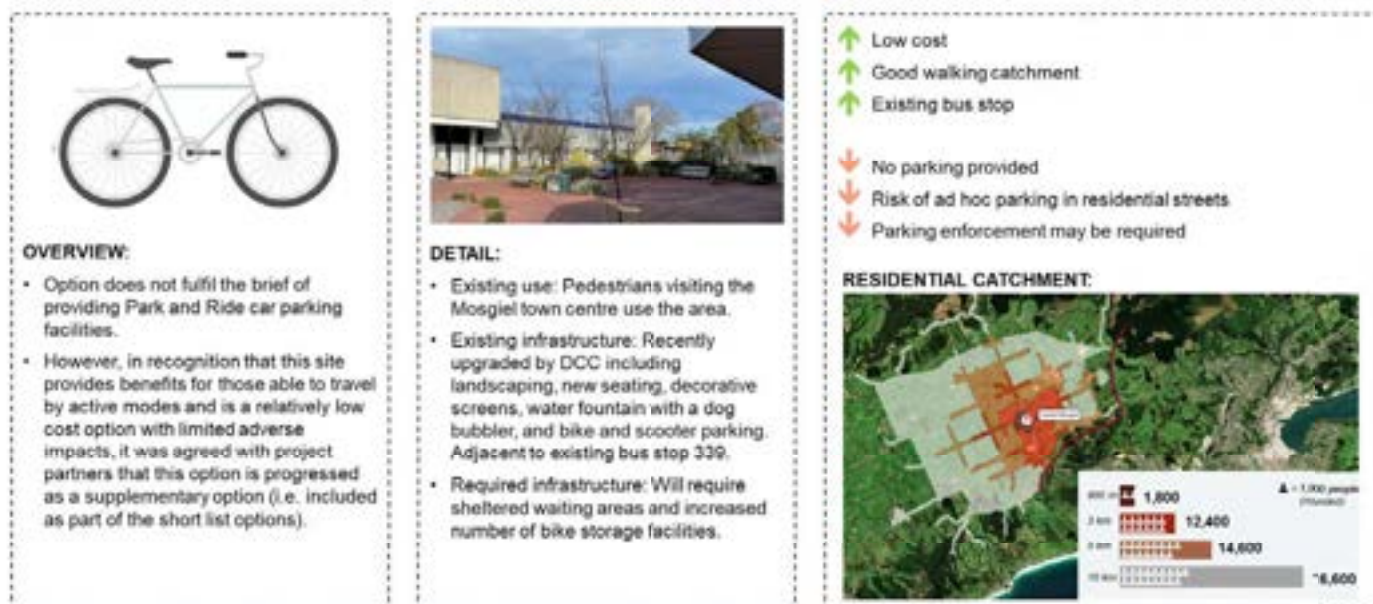 OVERVIEW:
• Option does not fulfil the brief of
providing Park and Ride car parking
facilities.
• However, in recognition that this site
provides benefits for those able to travel
by active modes and is a relatively low
cost option with limited adverse
impacts, it was agreed with project
partners that this option is progressed
as a supplementary option (i.e. included
as part of the short list options).
DETAIL:
• Existing use: Pedestrians visiting the
Mosgiel town centre use the area.
• Existing infrastructure: Recently
upgraded by DCC including
landscaping, new seating, decorative
screens, water fountain with a dog
bubbler, and bike and scooter parking.
Adjacent to existing bus stop 339.
• Required infrastructure: Will require
sheltered waiting areas and increased
number of bike storage facilities.
Low cost
Good walking catchment
Existing bus stop
No parking provided
Risk of ad hoc parking in residential streets
Parking enforcement may be required
RESIDENTIAL CATCHMENT:
= 1,000 people
1,800
12,400
14,600